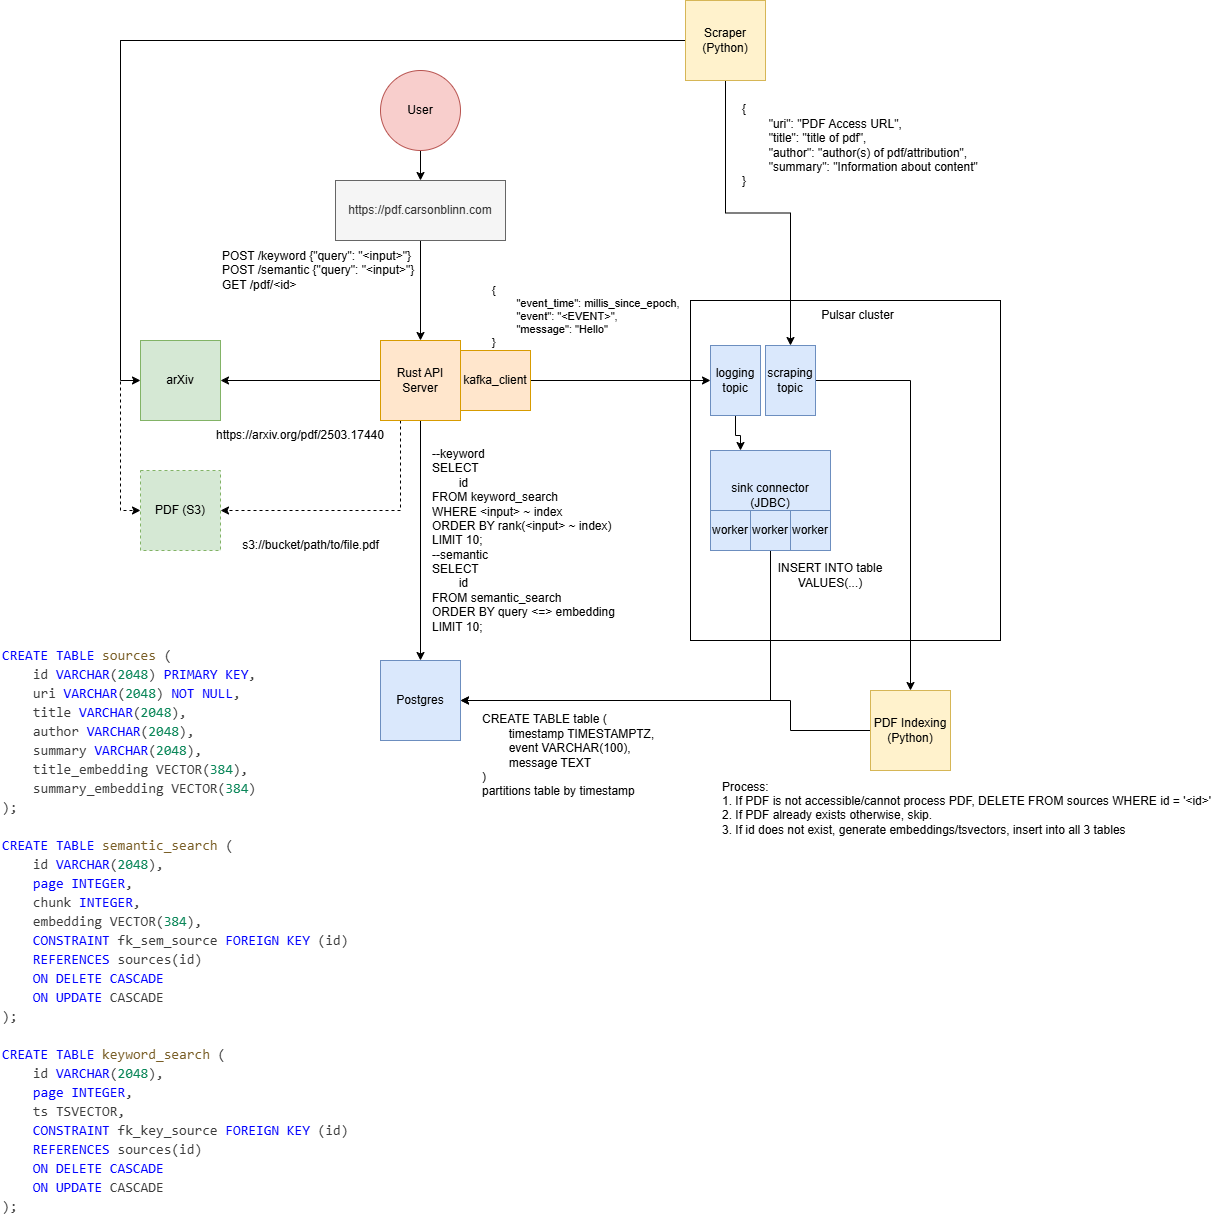 Scraper
(Python)
{
"uri": "PDF Access URL",
"title": "title of pdf",
"author": "author(s) of pdf/attribution",
"summary": "Information about content"
}
User
https://pdf.carsonblinn.com
POST /keyword {"query": "<input>"}
POST /semantic {"query": "<input>"}
GET /pdf/<id>
{
"event_time": millis_since_epoch,
"event": "<EVENT>",
"message": "Hello"
}
Pulsar cluster
arXiv
Rust API
Server
kafka_client
logging
topic
scraping
topic
https://arxiv.org/pdf/2503.17440
PDF (S3)
s3://bucket/path/to/file.pdf
--keyword
SELECT
id
FROM keyword_search
WHERE <input> ~ index
ORDER BY rank(<input> ~ index)
LIMIT 10;
--semantic
SELECT
id
FROM semantic_search
ORDER BY query <=> embedding
LIMIT 10;
sink connector
(JDBC)
worker
worker
worker
INSERT INTO table
VALUES(...)
Postgres
PDF Indexing
(Python)
CREATE TABLE table (
timestamp TIMESTAMPTZ,
event VARCHAR(100),
message TEXT
)
partitions table by timestamp
Process:
1. If PDF is not accessible/cannot process PDF, DELETE FROM sources WHERE id = '<id>'
2. If PDF already exists otherwise, skip.
3. If id does not exist, generate embeddings/tsvectors, insert into all 3 tables
CREATE TABLE sources (
id VARCHAR(2048) PRIMARY KEY,
uri VARCHAR(2048) NOT NULL,
title VARCHAR(2048),
author VARCHAR(2048),
summary VARCHAR(2048),
title_embedding VECTOR(384),
summary_embedding VECTOR(384)
);
CREATE TABLE semantic_search (
id VARCHAR(2048),
page INTEGER,
chunk INTEGER,
embedding VECTOR(384),
CONSTRAINT fk_sem_source FOREIGN KEY (id)
REFERENCES sources(id)
ON DELETE CASCADE
ON UPDATE CASCADE
);
CREATE TABLE keyword_search (
id VARCHAR(2048),
page INTEGER,
ts TSVECTOR,
CONSTRAINT fk_key_source FOREIGN KEY (id)
REFERENCES sources(id)
ON DELETE CASCADE
ON UPDATE CASCADE
);